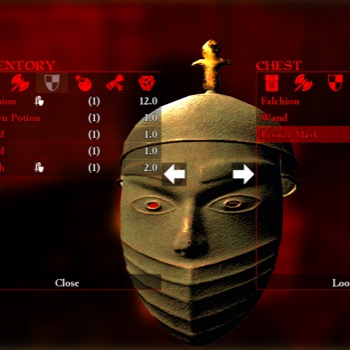 ENTORY
CHEST
hion (1) 12.0
n Potion (1) 1.0
d (1) 1.0
d (1) 1.0
h (1) 2.0
Falchion
Wand
Bronze Mask
Close
Loo